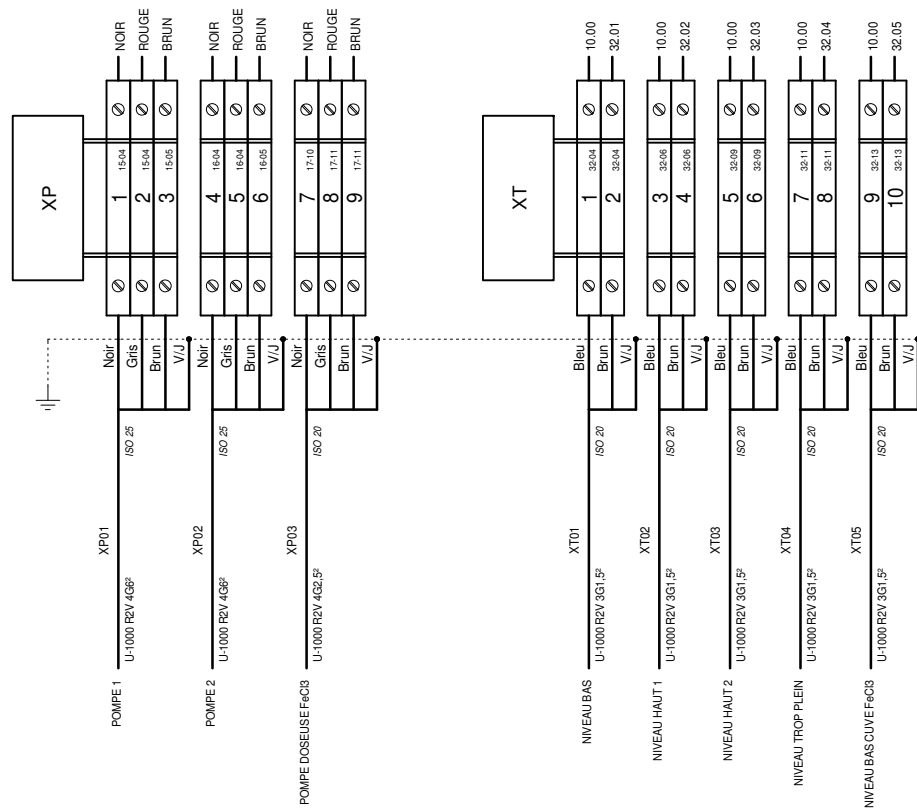 XP
1 15-04 NOIR
2 15-04 ROUGE
3 15-05 BRUN
4 16-04 NOIR
5 16-04 ROUGE
6 16-05 BRUN
7 17-10 NOIR
8 17-11 ROUGE
9 17-11 BRUN
Noir
Gris
Brun
V/J
Noir
Gris
Brun
V/J
Noir
Gris
Brun
V/J
ISO 25
ISO 25
ISO 20
XP01
XP02
XP03
U-1000 R2V 4G6²
U-1000 R2V 4G6²
U-1000 R2V 4G2,5²
POMPE 1
POMPE 2
POMPE DOSEUSE FeCl3
XT
1 32-04 10.00
2 32-04 32.01
3 32-06 10.00
4 32-06 32.02
5 32-09 10.00
6 32-09 32.03
7 32-11 10.00
8 32-11 32.04
9 32-13 10.00
10 32-13 32.05
Bleu
Brun
V/J
Bleu
Brun
V/J
Bleu
Brun
V/J
Bleu
Brun
V/J
Bleu
Brun
V/J
ISO 20
ISO 20
ISO 20
ISO 20
ISO 20
XT01
XT02
XT03
XT04
XT05
U-1000 R2V 3G1,5²
U-1000 R2V 3G1,5²
U-1000 R2V 3G1,5²
U-1000 R2V 3G1,5²
U-1000 R2V 3G1,5²
NIVEAU BAS
NIVEAU HAUT 1
NIVEAU HAUT 2
NIVEAU TROP PLEIN
NIVEAU BAS CUVE FeCl3